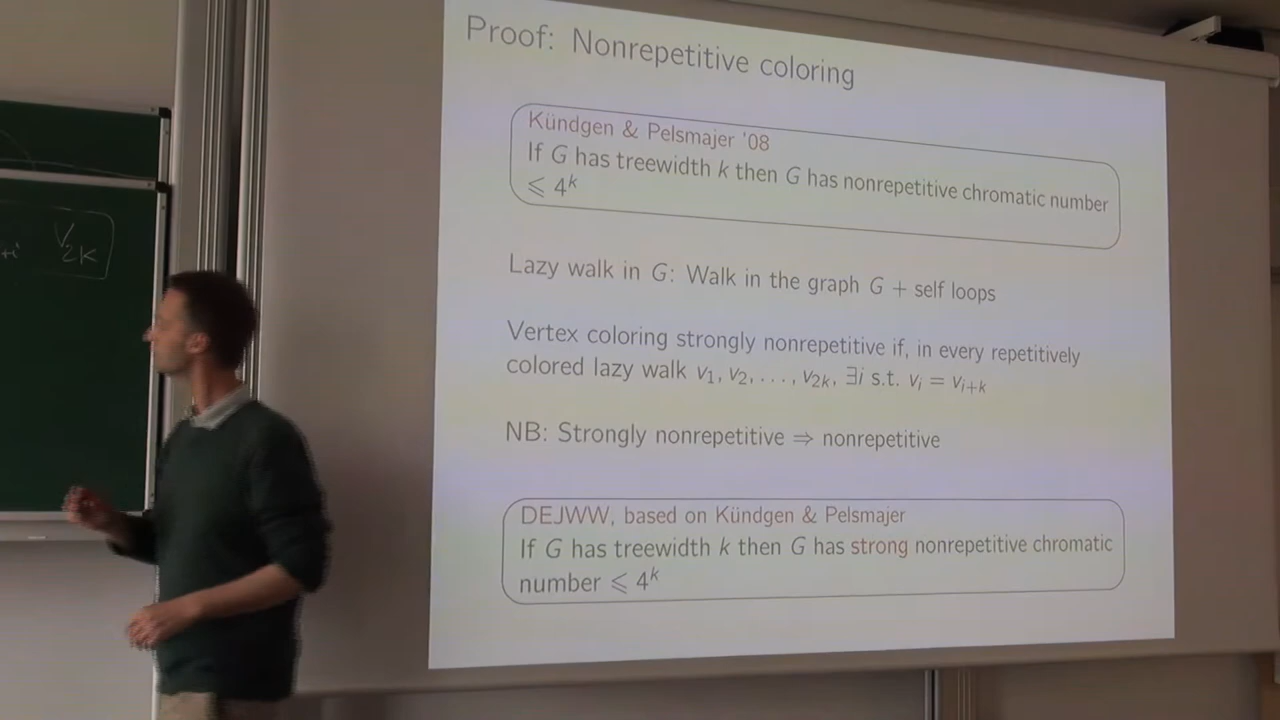 Proof: Nonrepetitive coloring
Kündgen & Pelsmajer '08
If G has treewidth k then G has nonrepetitive chromatic number
⩽ 4^k
Lazy walk in G: Walk in the graph G + self loops
Vertex coloring strongly nonrepetitive if, in every repetitively
colored lazy walk v₁, v₂, . . . , v₂ₖ, ∃i s.t. vᵢ = vᵢ₊ₖ
NB: Strongly nonrepetitive ⇒ nonrepetitive
DEJWW, based on Kündgen & Pelsmajer
If G has treewidth k then G has strong nonrepetitive chromatic
number ⩽ 4^k
V₂ₖ